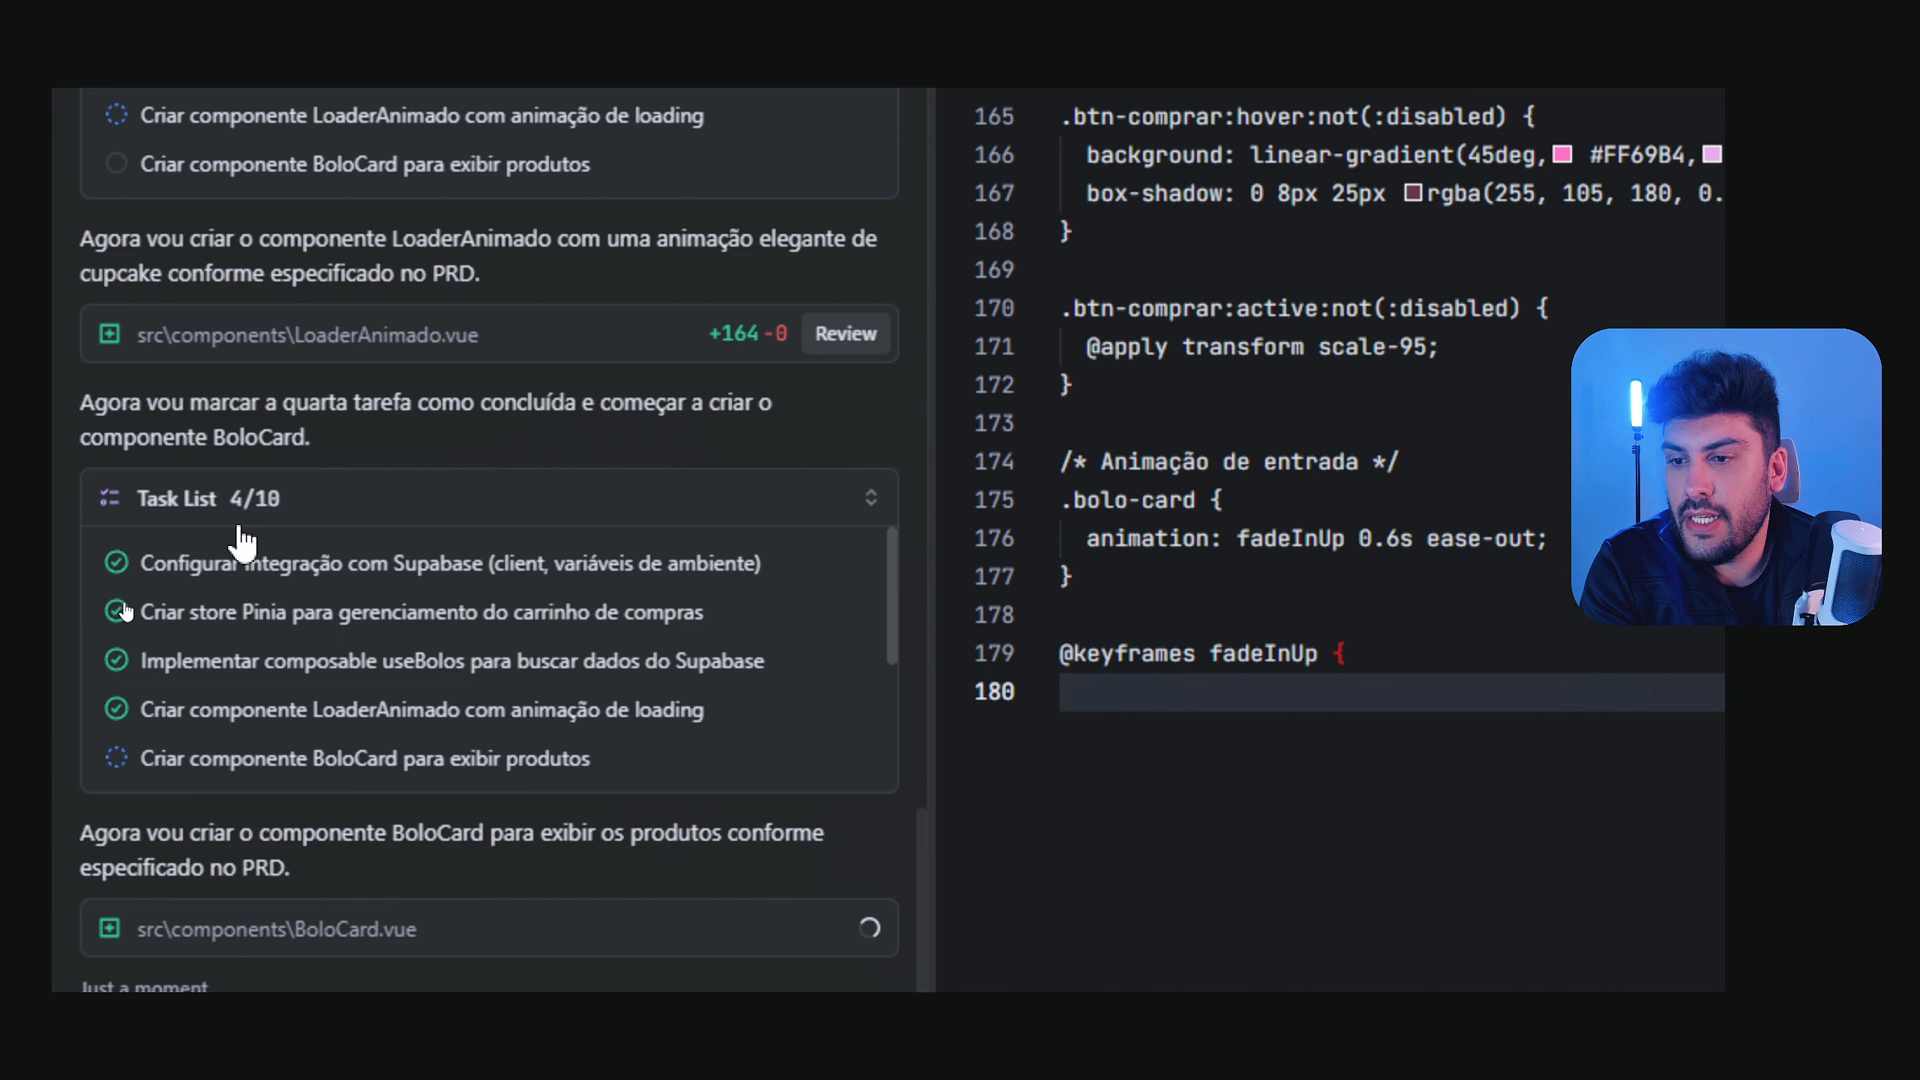 Criar componente LoaderAnimado com animação de loading
Criar componente BoloCard para exibir produtos
Agora vou criar o componente LoaderAnimado com uma animação elegante de
cupcake conforme especificado no PRD.
src\components\LoaderAnimado.vue +164 -0 Review
Agora vou marcar a quarta tarefa como concluída e começar a criar o
componente BoloCard.
Task List 4/10
Configurar integração com Supabase (client, variáveis de ambiente)
Criar store Pinia para gerenciamento do carrinho de compras
Implementar composable useBolos para buscar dados do Supabase
Criar componente LoaderAnimado com animação de loading
Criar componente BoloCard para exibir produtos
Agora vou criar o componente BoloCard para exibir os produtos conforme
especificado no PRD.
src\components\BoloCard.vue
Just a moment
165 .btn-comprar:hover:not(:disabled) {
166 background: linear-gradient(45deg, #FF69B4,
167 box-shadow: 0 8px 25px rgba(255, 105, 180, 0.
168 }
169
170 .btn-comprar:active:not(:disabled) {
171 @apply transform scale-95;
172 }
173
174 /* Animação de entrada */
175 .bolo-card {
176 animation: fadeInUp 0.6s ease-out;
177 }
178
179 @keyframes fadeInUp {
180